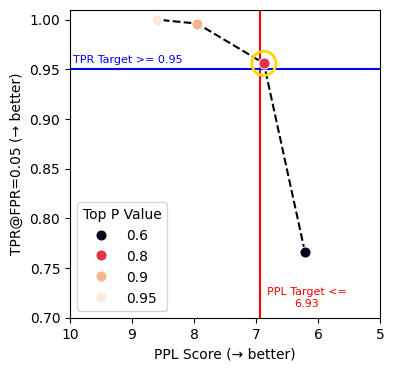 1.00
TPR Target >= 0.95
0.95
0.90
0.85
0.80
0.75
0.70
TPR@FPR=0.05 (→ better)
Top P Value
0.6
0.8
0.9
0.95
PPL Target <=
6.93
10 9 8 7 6 5
PPL Score (→ better)